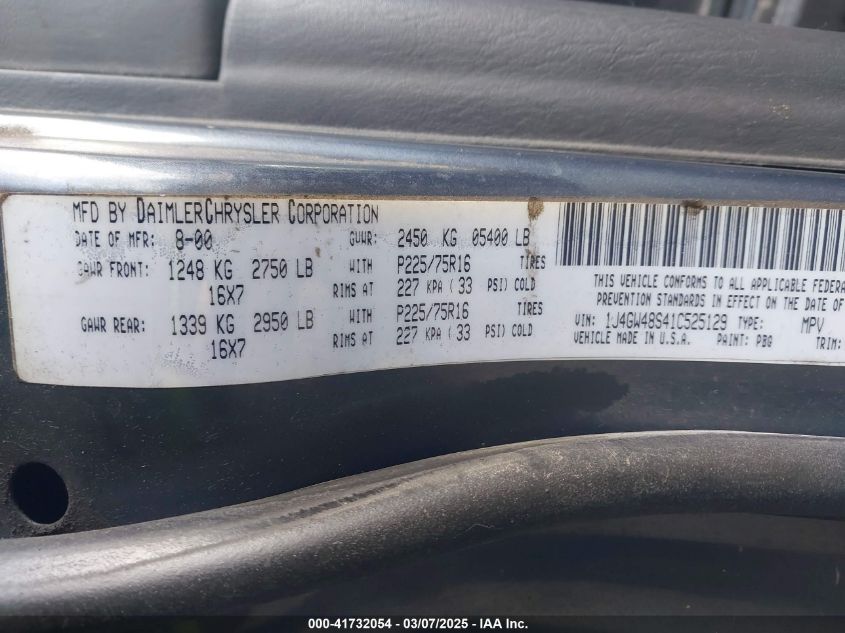 MFD BY DAIMLERCHRYSLER CORPORATION
DATE OF MFR: 8-00 GVWR: 2450 KG 05400 LB
GAWR FRONT: 1248 KG 2750 LB WITH P225/75R16 TIRES
16X7 RIMS AT 227 KPA ( 33 PSI) COLD
GAWR REAR: 1339 KG 2950 LB WITH P225/75R16 TIRES
16X7 RIMS AT 227 KPA ( 33 PSI) COLD
THIS VEHICLE CONFORMS TO ALL APPLICABLE FEDERA
PREVENTION STANDARDS IN EFFECT ON THE DATE OF M
VIN: 1J4GW48S41C525129 TYPE: MPV
VEHICLE MADE IN U.S.A. PAINT: PBG TRIM:
000-41732054 - 03/07/2025 - COPYRIGHT IAA, INC.